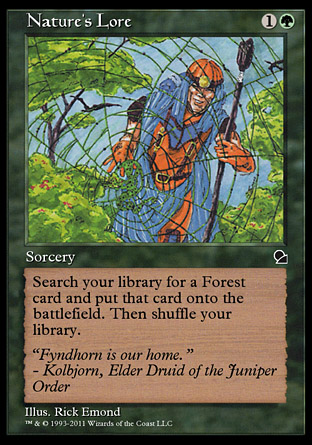 Nature's Lore 1
Sorcery
Search your library for a Forest
card and put that card onto the
battlefield. Then shuffle your
library.
"Fyndhorn is our home."
- Kolbjorn, Elder Druid of the Juniper
Order
Illus. Rick Emond
™ & © 1993-2011 Wizards of the Coast LLC